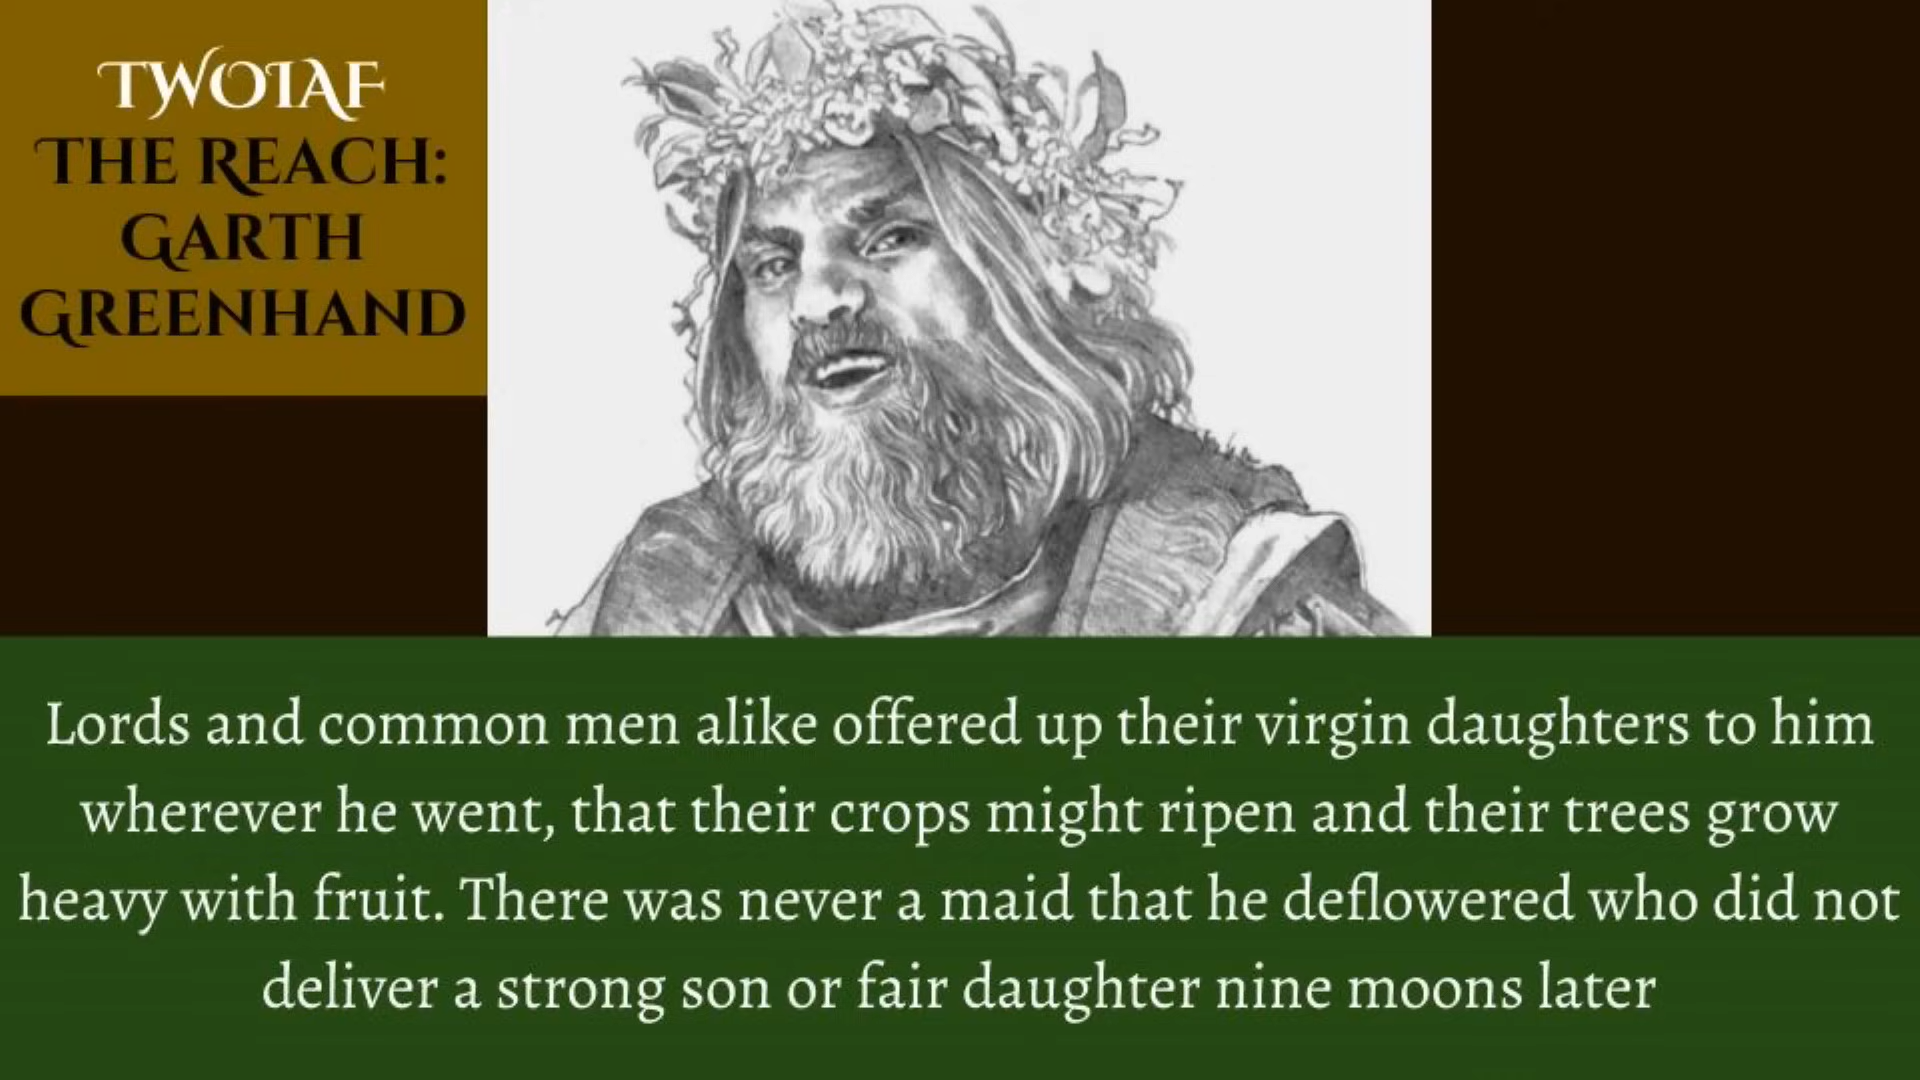 TWOIAF
THE REACH:
GARTH
GREENHAND
Lords and common men alike offered up their virgin daughters to him
wherever he went, that their crops might ripen and their trees grow
heavy with fruit. There was never a maid that he deflowered who did not
deliver a strong son or fair daughter nine moons later